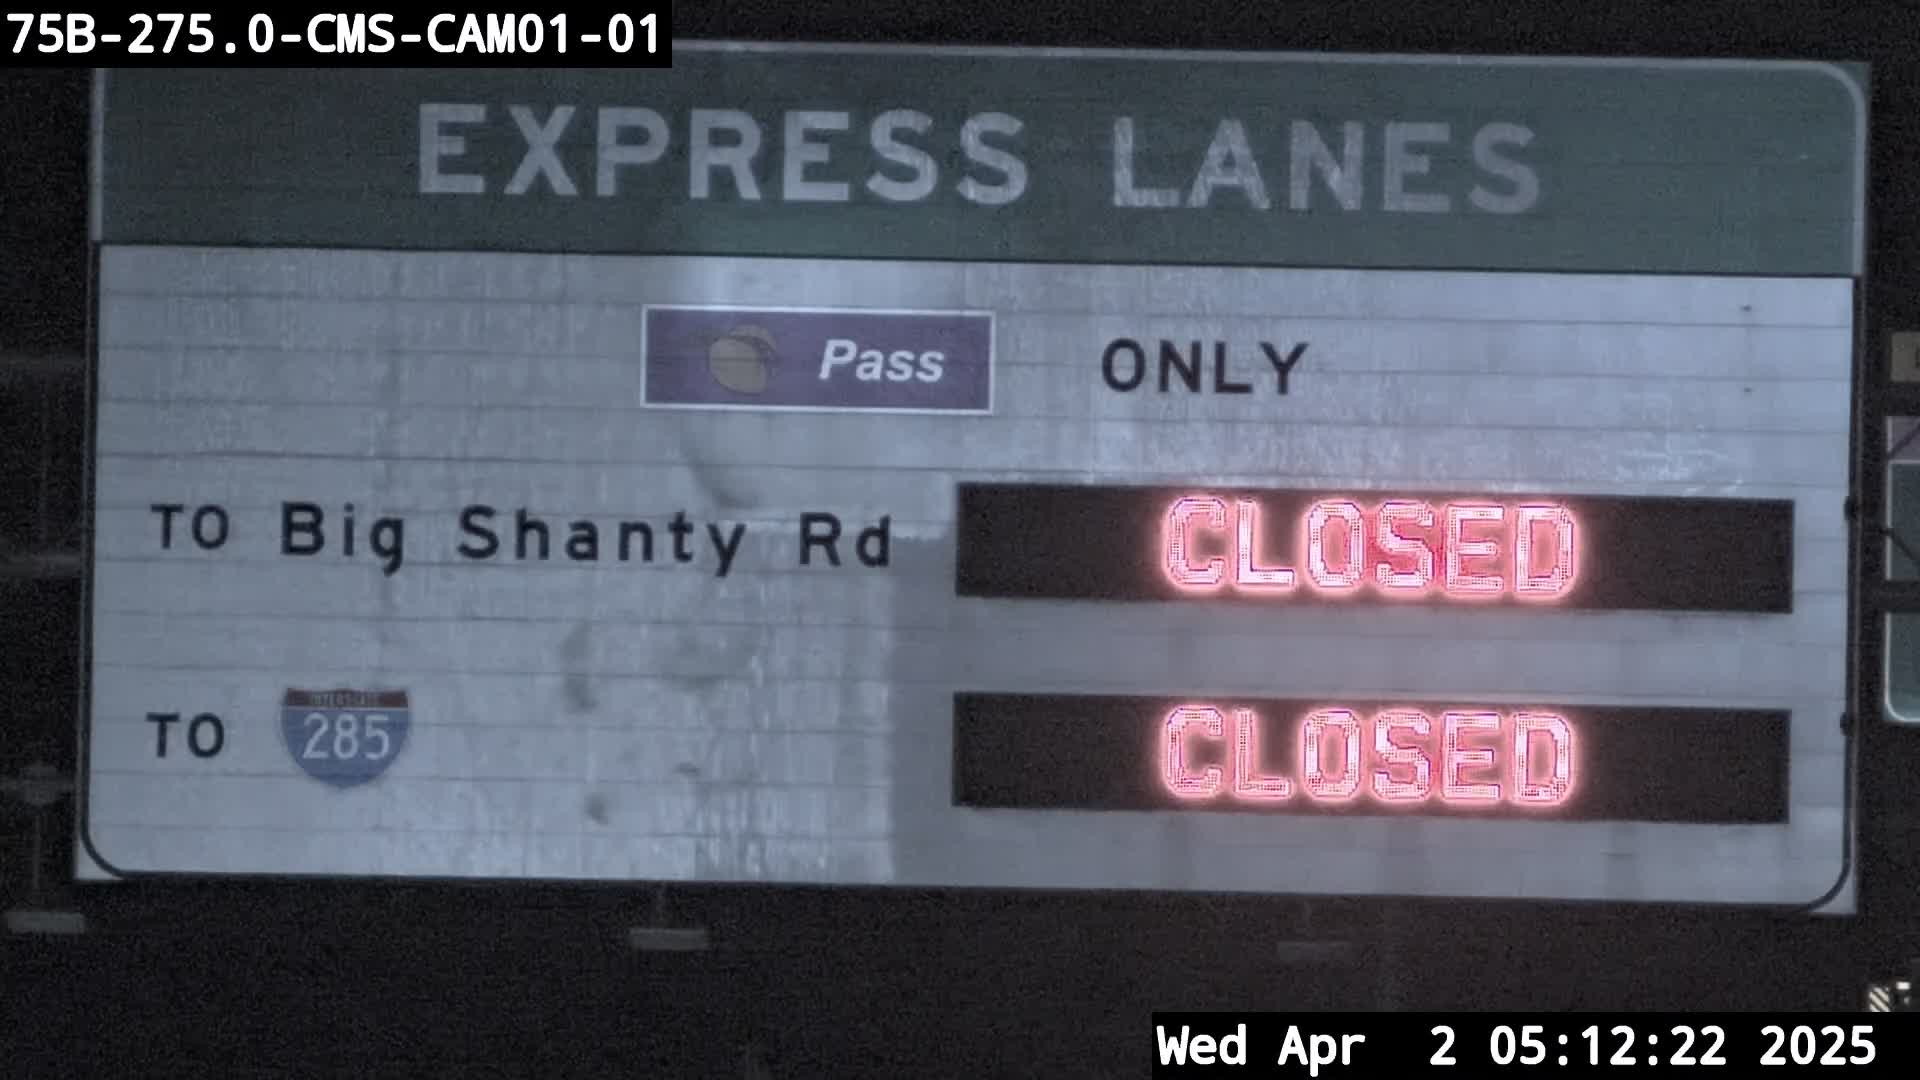 75B-275.0-CMS-CAM01-01
EXPRESS LANES
Pass ONLY
TO Big Shanty Rd CLOSED
TO INTERSTATE 285 CLOSED
Wed Apr 2 05:12:22 2025